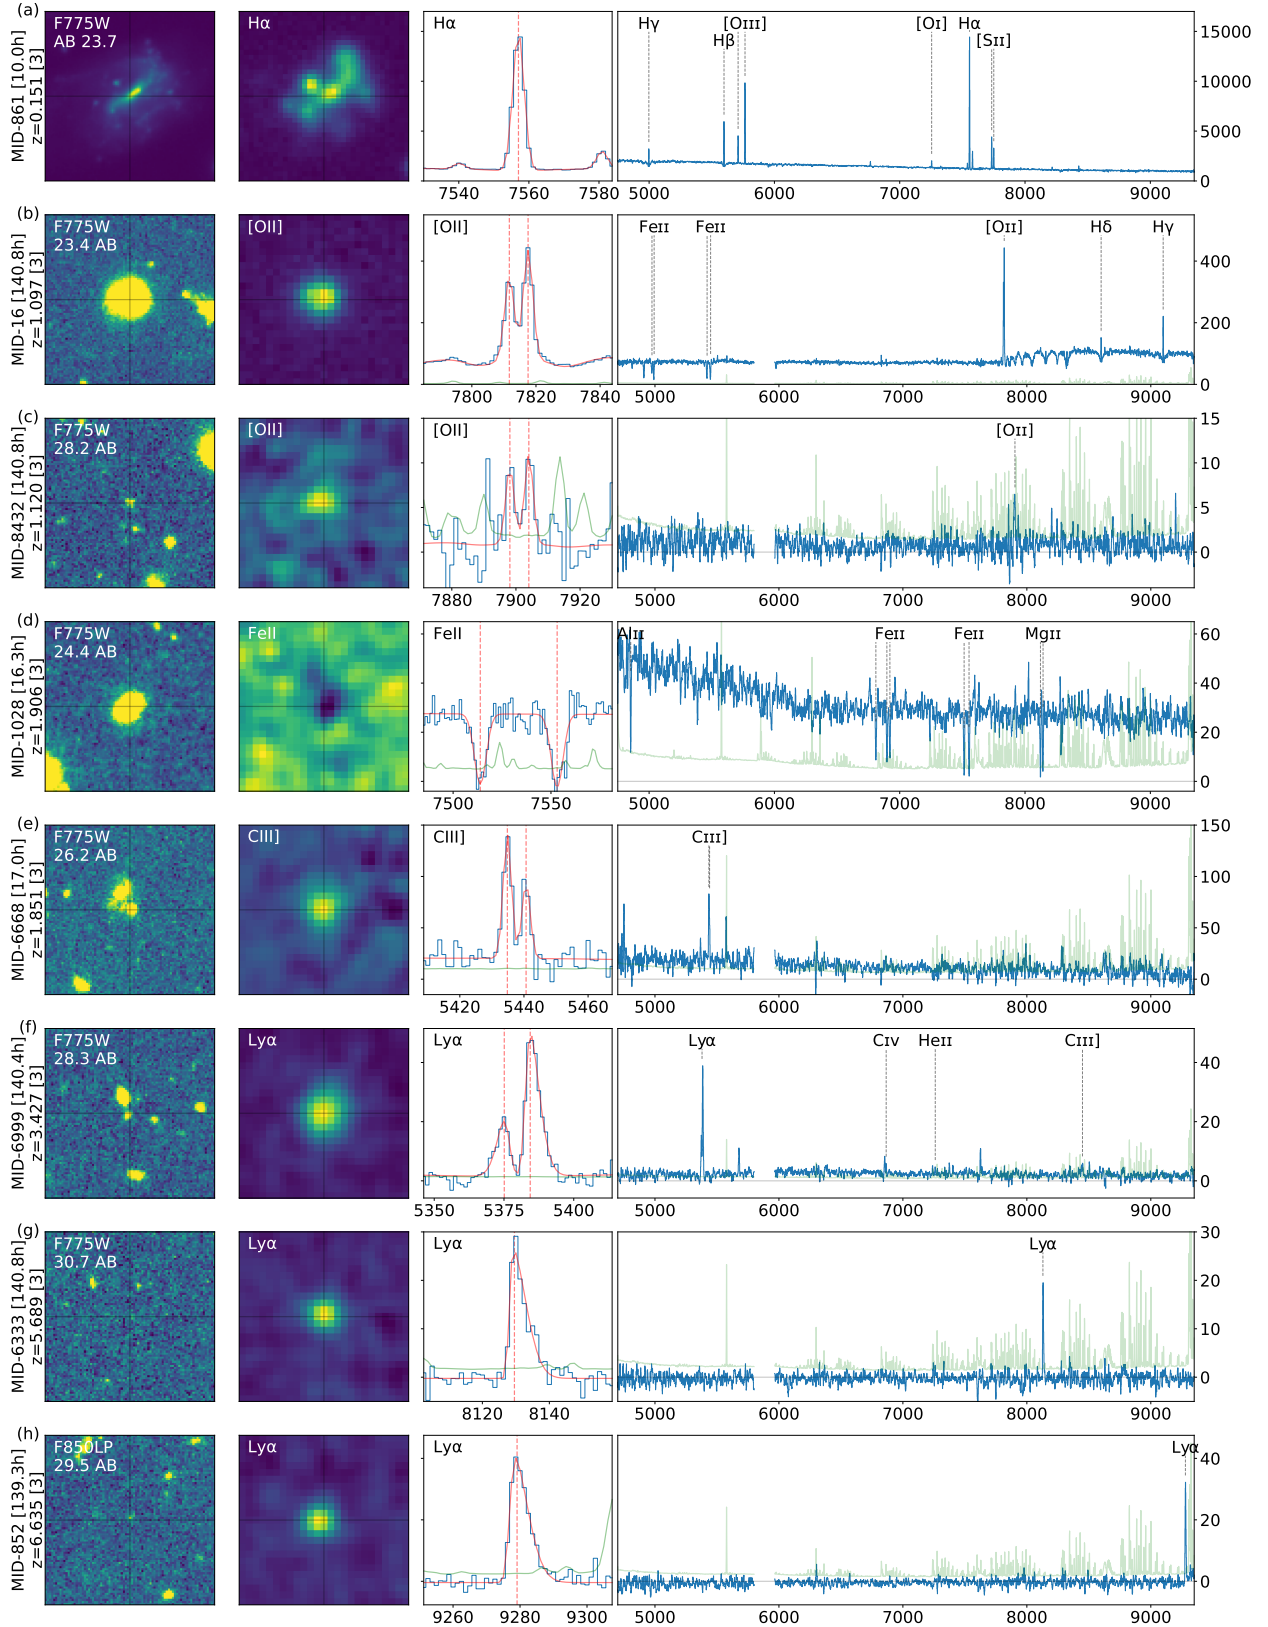 (a)
MID-861 [10.0h]
z=0.151 [3]
F775W
AB 23.7
Hα
Hα
7540 7560 7580
Hγ [OIII] [OI] Hα
Hβ [SII]
15000
10000
5000
0
5000 6000 7000 8000 9000
(b)
MID-16 [140.8h]
z=1.097 [3]
F775W
23.4 AB
[OII]
[OII]
7800 7820 7840
FeII FeII [OII] Hδ Hγ
400
200
0
5000 6000 7000 8000 9000
(c)
MID-8432 [140.8h]
z=1.120 [3]
F775W
28.2 AB
[OII]
[OII]
7880 7900 7920
[OII]
15
10
5
0
5000 6000 7000 8000 9000
(d)
MID-1028 [16.3h]
z=1.906 [3]
F775W
24.4 AB
FeII
FeII
7500 7550
AlII FeII FeII MgII
60
40
20
0
5000 6000 7000 8000 9000
(e)
MID-6668 [17.0h]
z=1.851 [3]
F775W
26.2 AB
CIII]
CIII]
5420 5440 5460
CIII]
150
100
50
0
5000 6000 7000 8000 9000
(f)
MID-6999 [140.4h]
z=3.427 [3]
F775W
28.3 AB
Lyα
Lyα
5350 5375 5400
Lyα CIV HeII CIII]
40
20
0
5000 6000 7000 8000 9000
(g)
MID-6333 [140.8h]
z=5.689 [3]
F775W
30.7 AB
Lyα
Lyα
8120 8140
Lyα
30
20
10
0
5000 6000 7000 8000 9000
(h)
MID-852 [139.3h]
z=6.635 [3]
F850LP
29.5 AB
Lyα
Lyα
9260 9280 9300
Lyα
40
20
0
5000 6000 7000 8000 9000